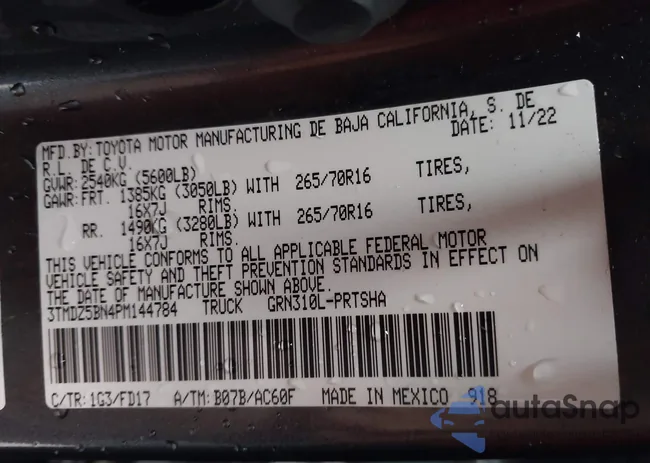 MFD.BY: TOYOTA MOTOR MANUFACTURING DE BAJA CALIFORNIA, S. DE
R.L. DE C.V. DATE: 11/22
GVWR: 2540KG (5600LB)
GAWR: FRT. 1385KG (3050LB) WITH 265/70R16 TIRES,
16X7J RIMS.
RR. 1490KG (3280LB) WITH 265/70R16 TIRES,
16X7J RIMS.
THIS VEHICLE CONFORMS TO ALL APPLICABLE FEDERAL MOTOR
VEHICLE SAFETY AND THEFT PREVENTION STANDARDS IN EFFECT ON
THE DATE OF MANUFACTURE SHOWN ABOVE.
3TMDZ5BN4PM144784 TRUCK GRN310L-PRTSHA
C/TR: 1G3/FD17 A/TM: B07B/AC60F MADE IN MEXICO 918
autaSnap